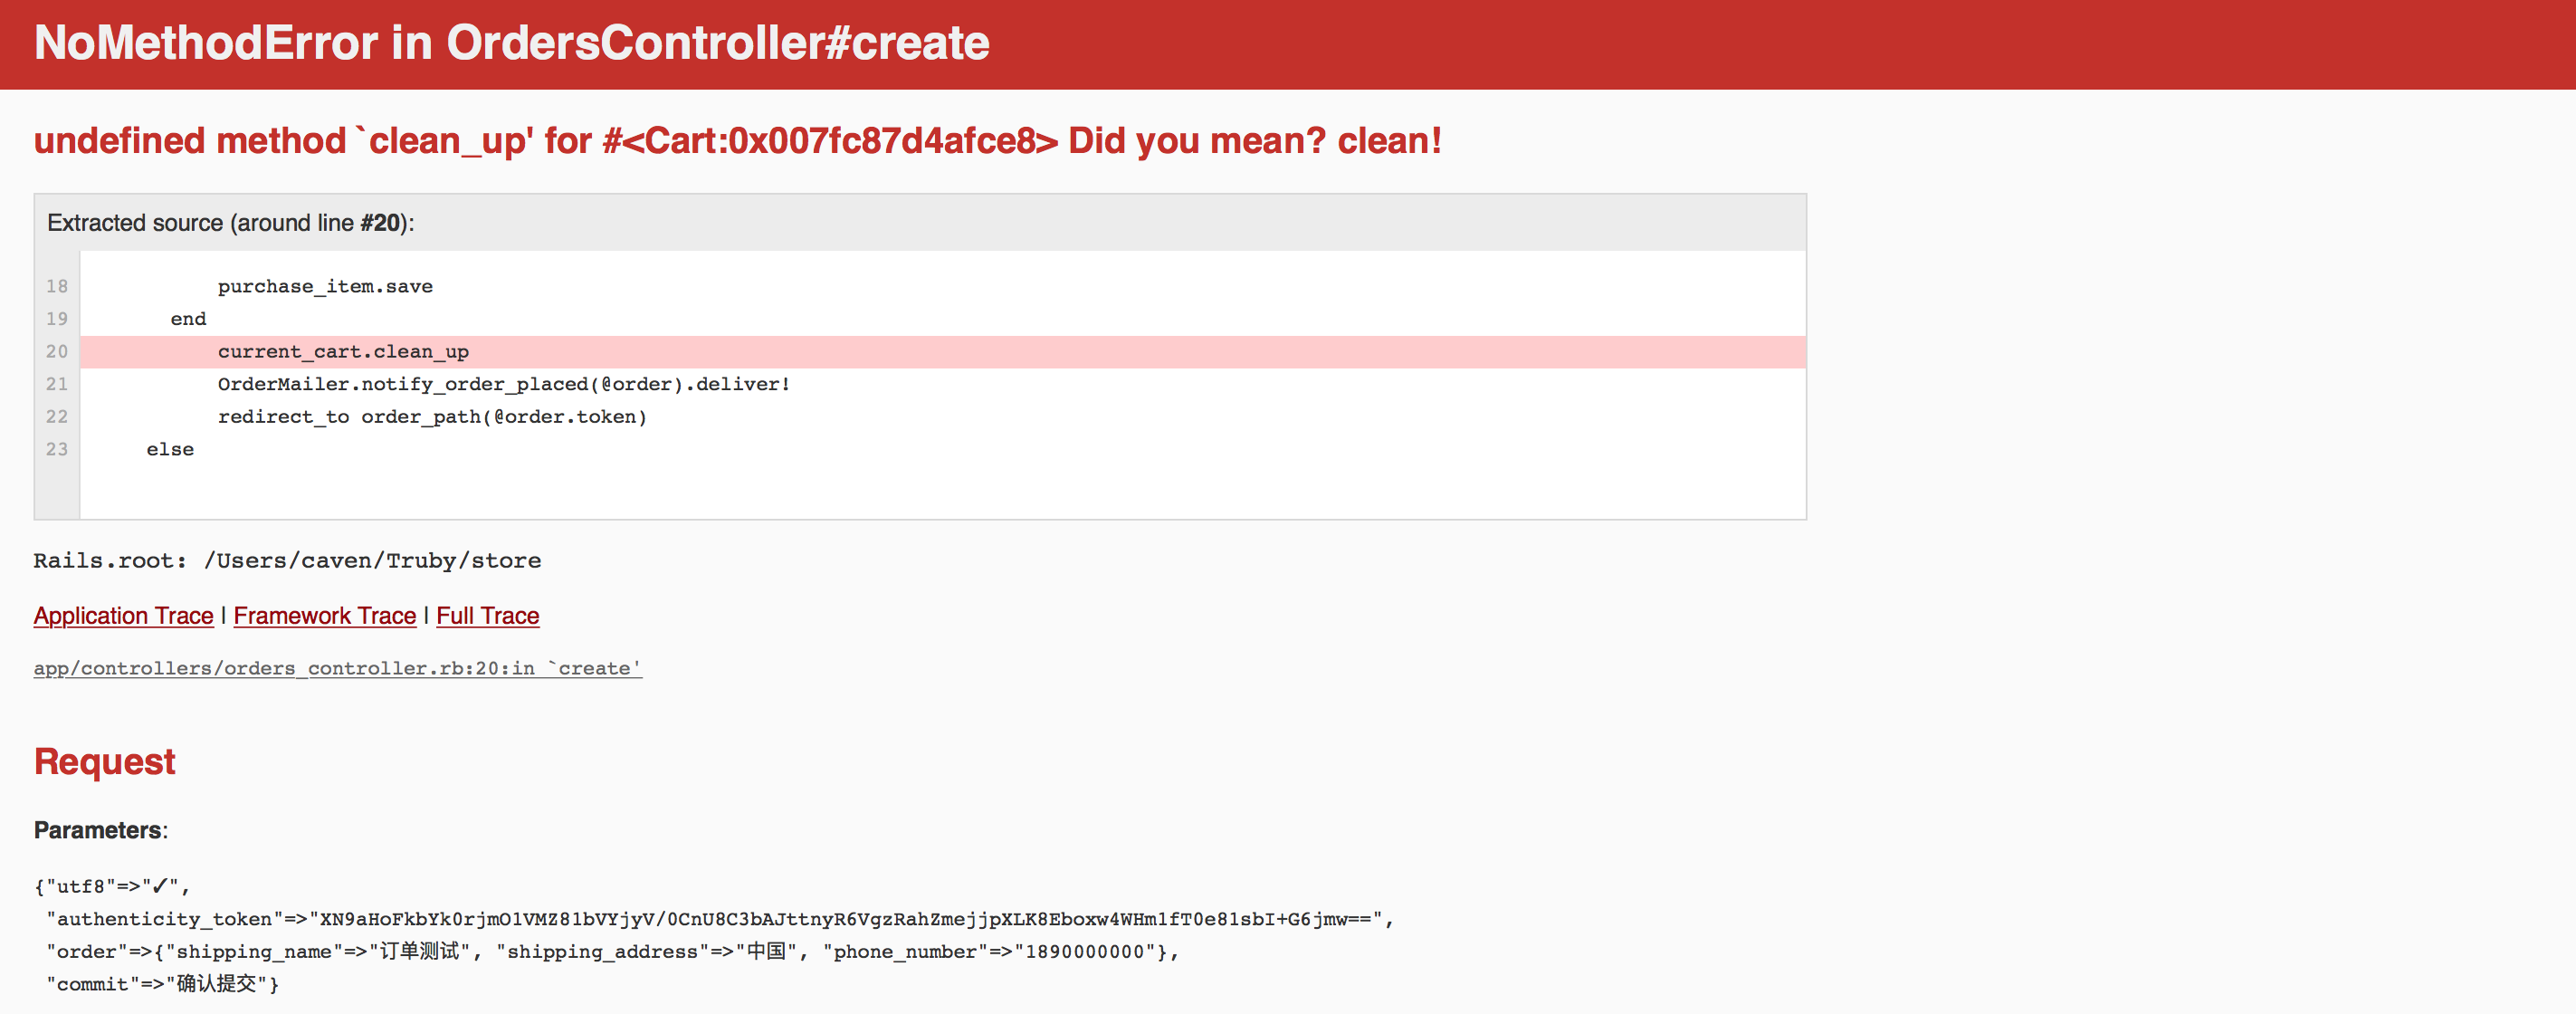 NoMethodError in OrdersController#create
undefined method `clean_up' for #<Cart:0x007fc87d4afce8> Did you mean? clean!
Extracted source (around line #20):
18 purchase_item.save
19 end
20 current_cart.clean_up
21 OrderMailer.notify_order_placed(@order).deliver!
22 redirect_to order_path(@order.token)
23 else
Rails.root: /Users/caven/Truby/store
Application Trace | Framework Trace | Full Trace
app/controllers/orders_controller.rb:20:in `create'
Request
Parameters:
{"utf8"=>"✓",
"authenticity_token"=>"XN9aHoFkbYk0rjmO1VMZ81bVYjyV/0CnU8C3bAJttnyR6VgzRahZmejjpXLK8Eboxw4WHm1fT0e81sbI+G6jmw==",
"order"=>{"shipping_name"=>"订单测试", "shipping_address"=>"中国", "phone_number"=>"1890000000"},
"commit"=>"确认提交"}